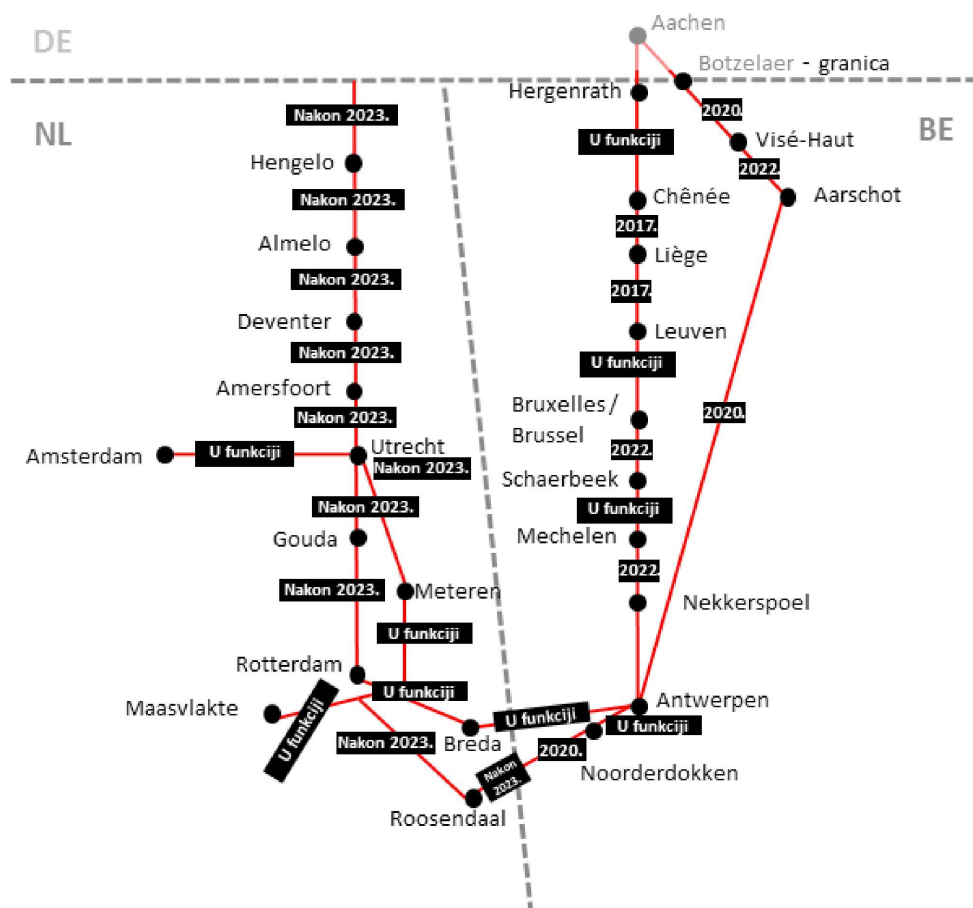 Aachen
DE
Botzelaer - granica
Hergenrath
NL
BE
Nakon 2023.
2020.
U funkciji
Visé-Haut
Hengelo
2022.
Nakon 2023.
Chênée
Aarschot
2017.
Almelo
Liège
Nakon 2023.
2017.
Deventer
Leuven
Nakon 2023.
U funkciji
Amersfoort
Bruxelles/
Brussel
Nakon 2023.
2020.
Amsterdam
U funkciji
Utrecht
Nakon 2023.
2022.
Schaerbeek
Nakon 2023.
U funkciji
Gouda
Mechelen
Nakon 2023.
2022.
Meteren
Nekkerspoel
U funkciji
Rotterdam
U funkciji
Maasvlakte
U funkciji
Antwerpen
U funkciji
U funkciji
Nakon 2023.
Breda
2020.
Noorderdokken
Nakon
2023.
Roosendaal